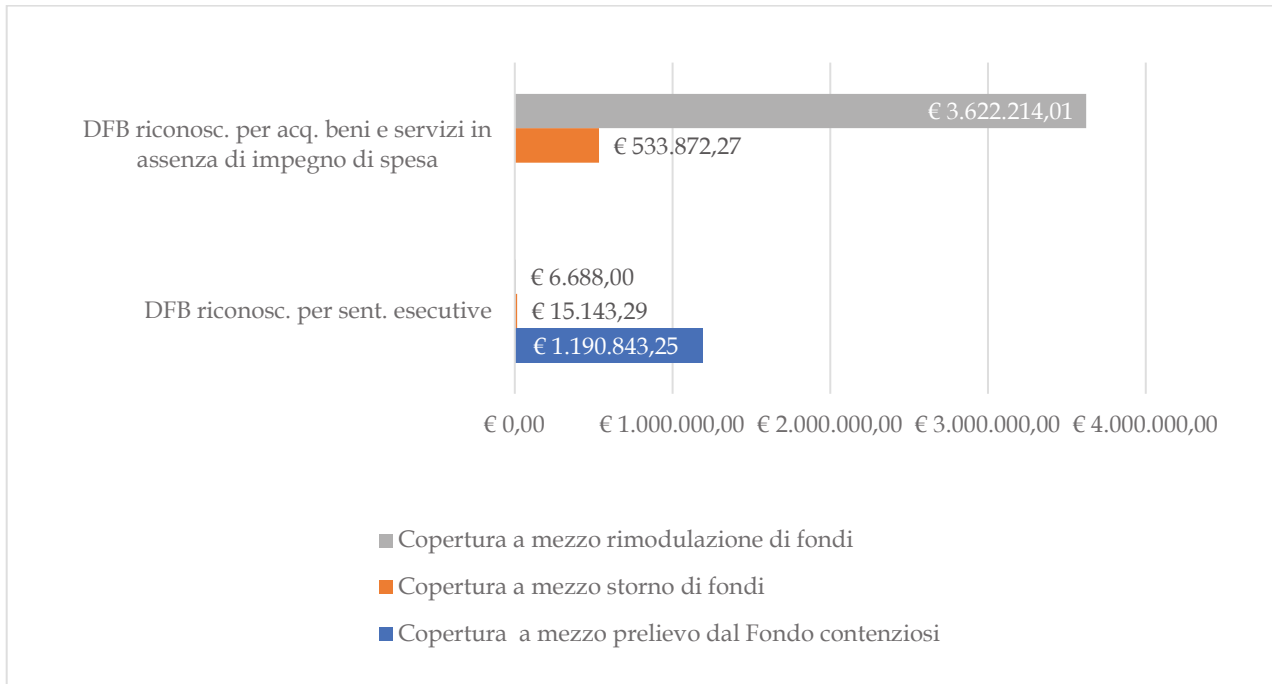 € 3.622.214,01
DFB riconosc. per acq. beni e servizi in
assenza di impegno di spesa
€ 533.872,27
€ 6.688,00
DFB riconosc. per sent. esecutive
€ 15.143,29
€ 1.190.843,25
€ 0,00 € 1.000.000,00 € 2.000.000,00 € 3.000.000,00 € 4.000.000,00
Copertura a mezzo rimodulazione di fondi
Copertura a mezzo storno di fondi
Copertura a mezzo prelievo dal Fondo contenziosi